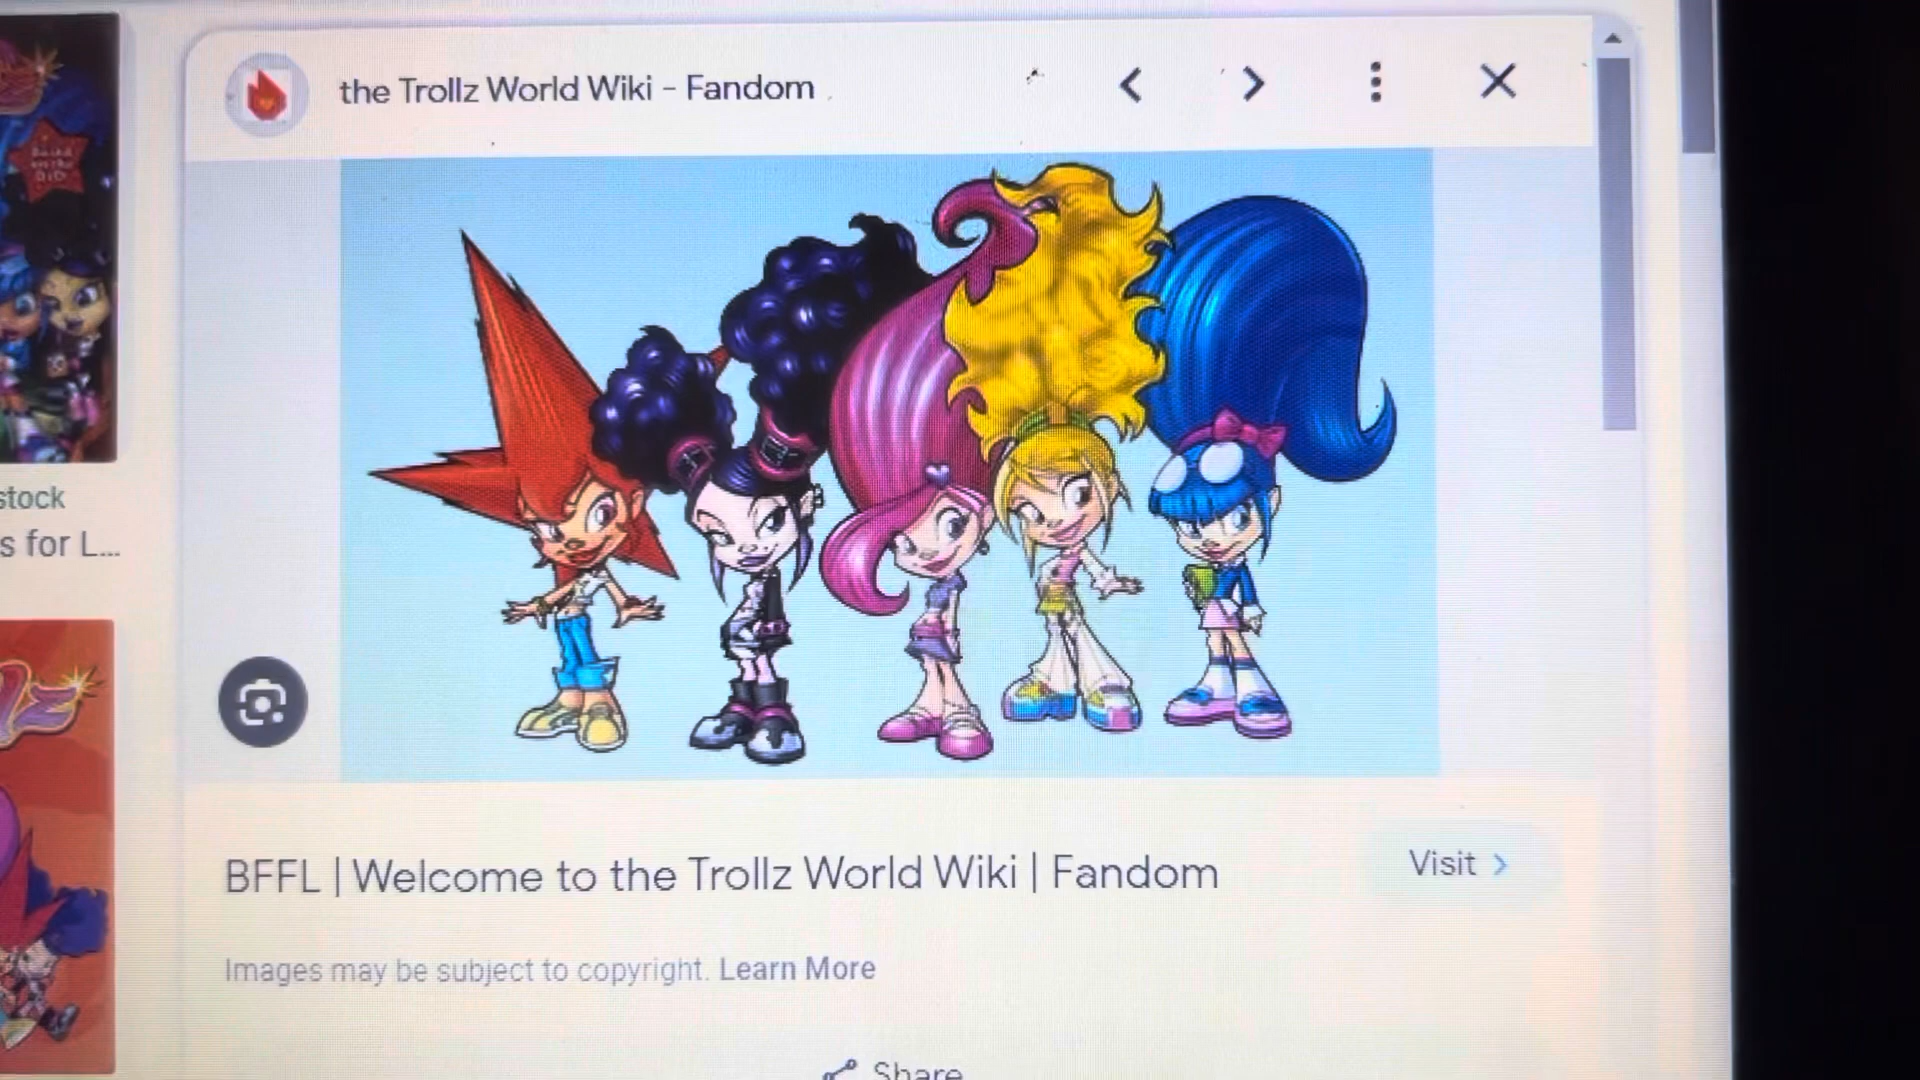 the Trollz World Wiki - Fandom
stock
s for L...
lz
BFFL | Welcome to the Trollz World Wiki | Fandom
Visit
Images may be subject to copyright. Learn More
Share